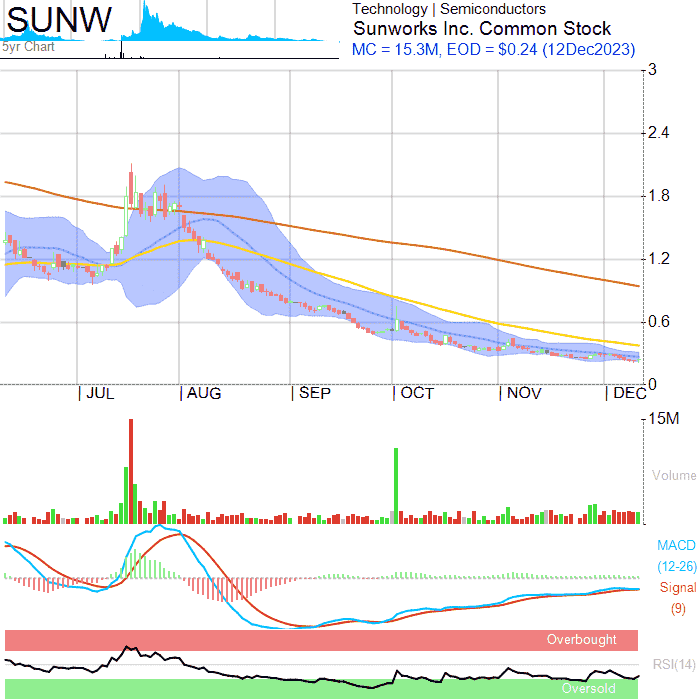 SUNW
5yr Chart
Technology | Semiconductors
Sunworks Inc. Common Stock
MC = 15.3M, EOD = $0.24 (12Dec2023)
3
2.4
1.8
1.2
0.6
0
| JUL | AUG | SEP | OCT | NOV | DEC
15M
Volume
MACD
(12-26)
Signal
(9)
Overbought
RSI(14)
Oversold